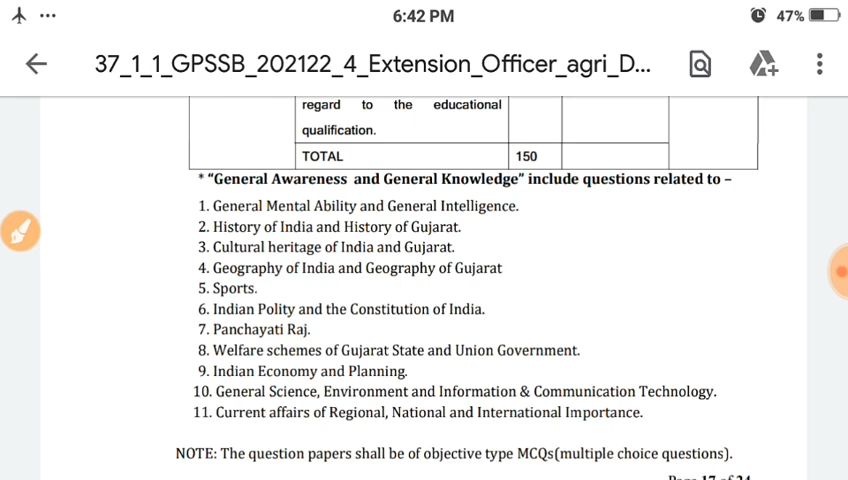 6:42 PM
47%
37_1_1_GPSSB_202122_4_Extension_Officer_agri_D...
regard to the educational
qualification.
TOTAL 150
* “General Awareness and General Knowledge” include questions related to –
1. General Mental Ability and General Intelligence.
2. History of India and History of Gujarat.
3. Cultural heritage of India and Gujarat.
4. Geography of India and Geography of Gujarat
5. Sports.
6. Indian Polity and the Constitution of India.
7. Panchayati Raj.
8. Welfare schemes of Gujarat State and Union Government.
9. Indian Economy and Planning.
10. General Science, Environment and Information & Communication Technology.
11. Current affairs of Regional, National and International Importance.
NOTE: The question papers shall be of objective type MCQs(multiple choice questions).
Page 17 of 24